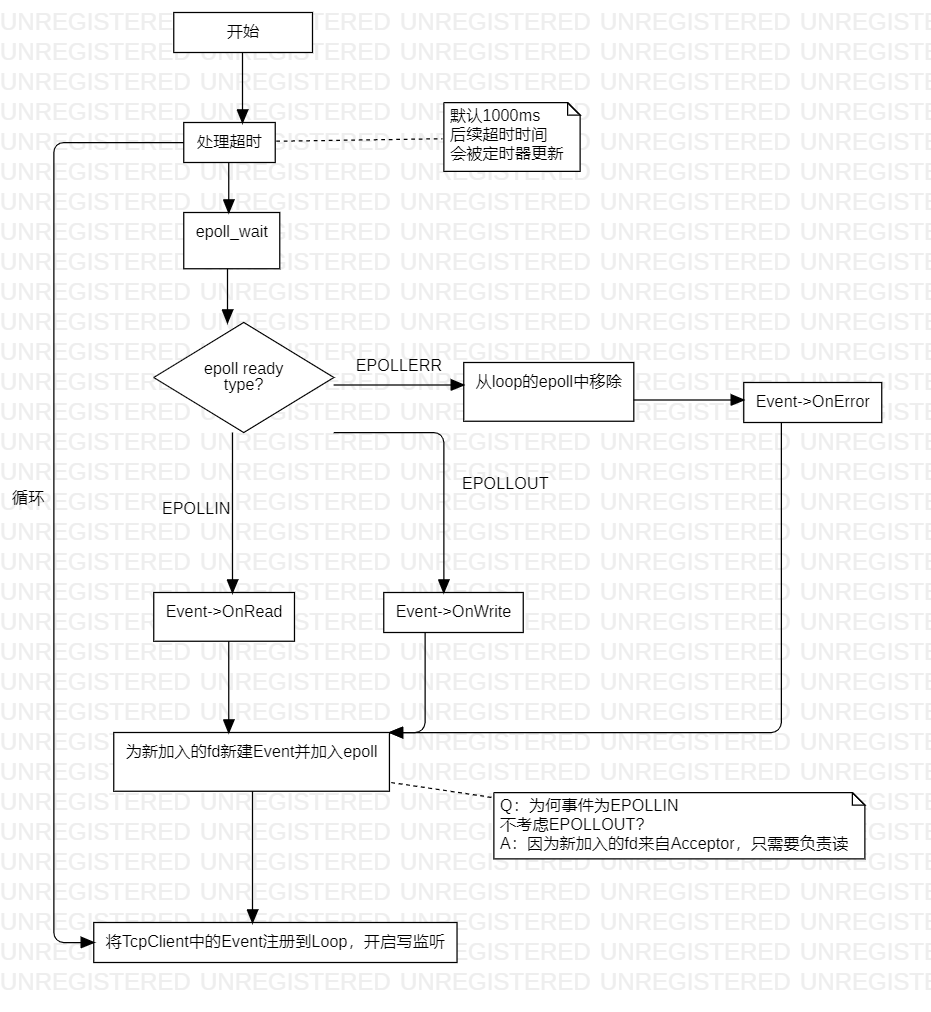 开始
默认1000ms
后续超时时间
会被定时器更新
处理超时
epoll_wait
epoll ready
type?
EPOLLERR
从loop的epoll中移除
Event->OnError
EPOLLOUT
循环
EPOLLIN
Event->OnRead
Event->OnWrite
为新加入的fd新建Event并加入epoll
Q：为何事件为EPOLLIN
不考虑EPOLLOUT？
A：因为新加入的fd来自Acceptor，只需要负责读
将TcpClient中的Event注册到Loop，开启写监听
UNREGISTERED